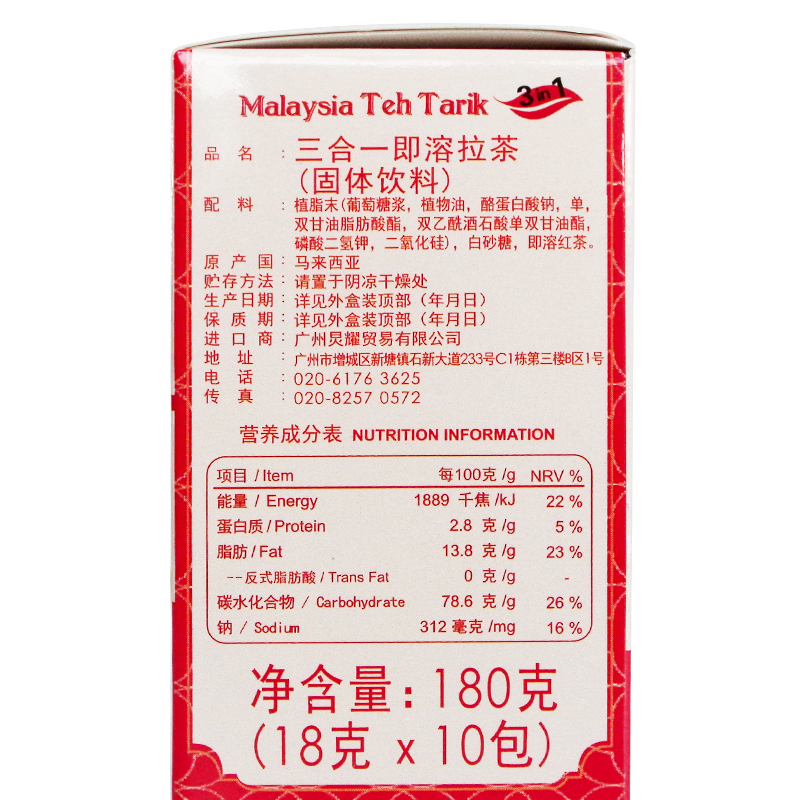 Malaysia Teh Tarik 3 in 1
品 名 : 三合一即溶拉茶
(固体饮料)
配 料 : 植脂末(葡萄糖浆, 植物油, 酪蛋白酸钠, 单,
双甘油脂肪酸酯, 双乙酰酒石酸单双甘油酯,
磷酸二氢钾, 二氧化硅), 白砂糖, 即溶红茶。
原 产 国 : 马来西亚
贮存方法 : 请置于阴凉干燥处
生产日期 : 详见外盒装顶部 (年月日)
保 质 期 : 详见外盒装顶部 (年月日)
进 口 商 : 广州炅耀贸易有限公司
地 址 : 广州市增城区新塘镇石新大道233号C1栋第三楼B区1号
电 话 : 020-6176 3625
传 真 : 020-8257 0572
营养成分表 NUTRITION INFORMATION
项目 / Item 每100克 /g NRV %
能量 / Energy 1889 千焦 /kJ 22 %
蛋白质 / Protein 2.8 克 /g 5 %
脂肪 / Fat 13.8 克 /g 23 %
--反式脂肪酸 / Trans Fat 0 克 /g -
碳水化合物 / Carbohydrate 78.6 克 /g 26 %
钠 / Sodium 312 毫克 /mg 16 %
净含量: 180克
(18克 x 10包)